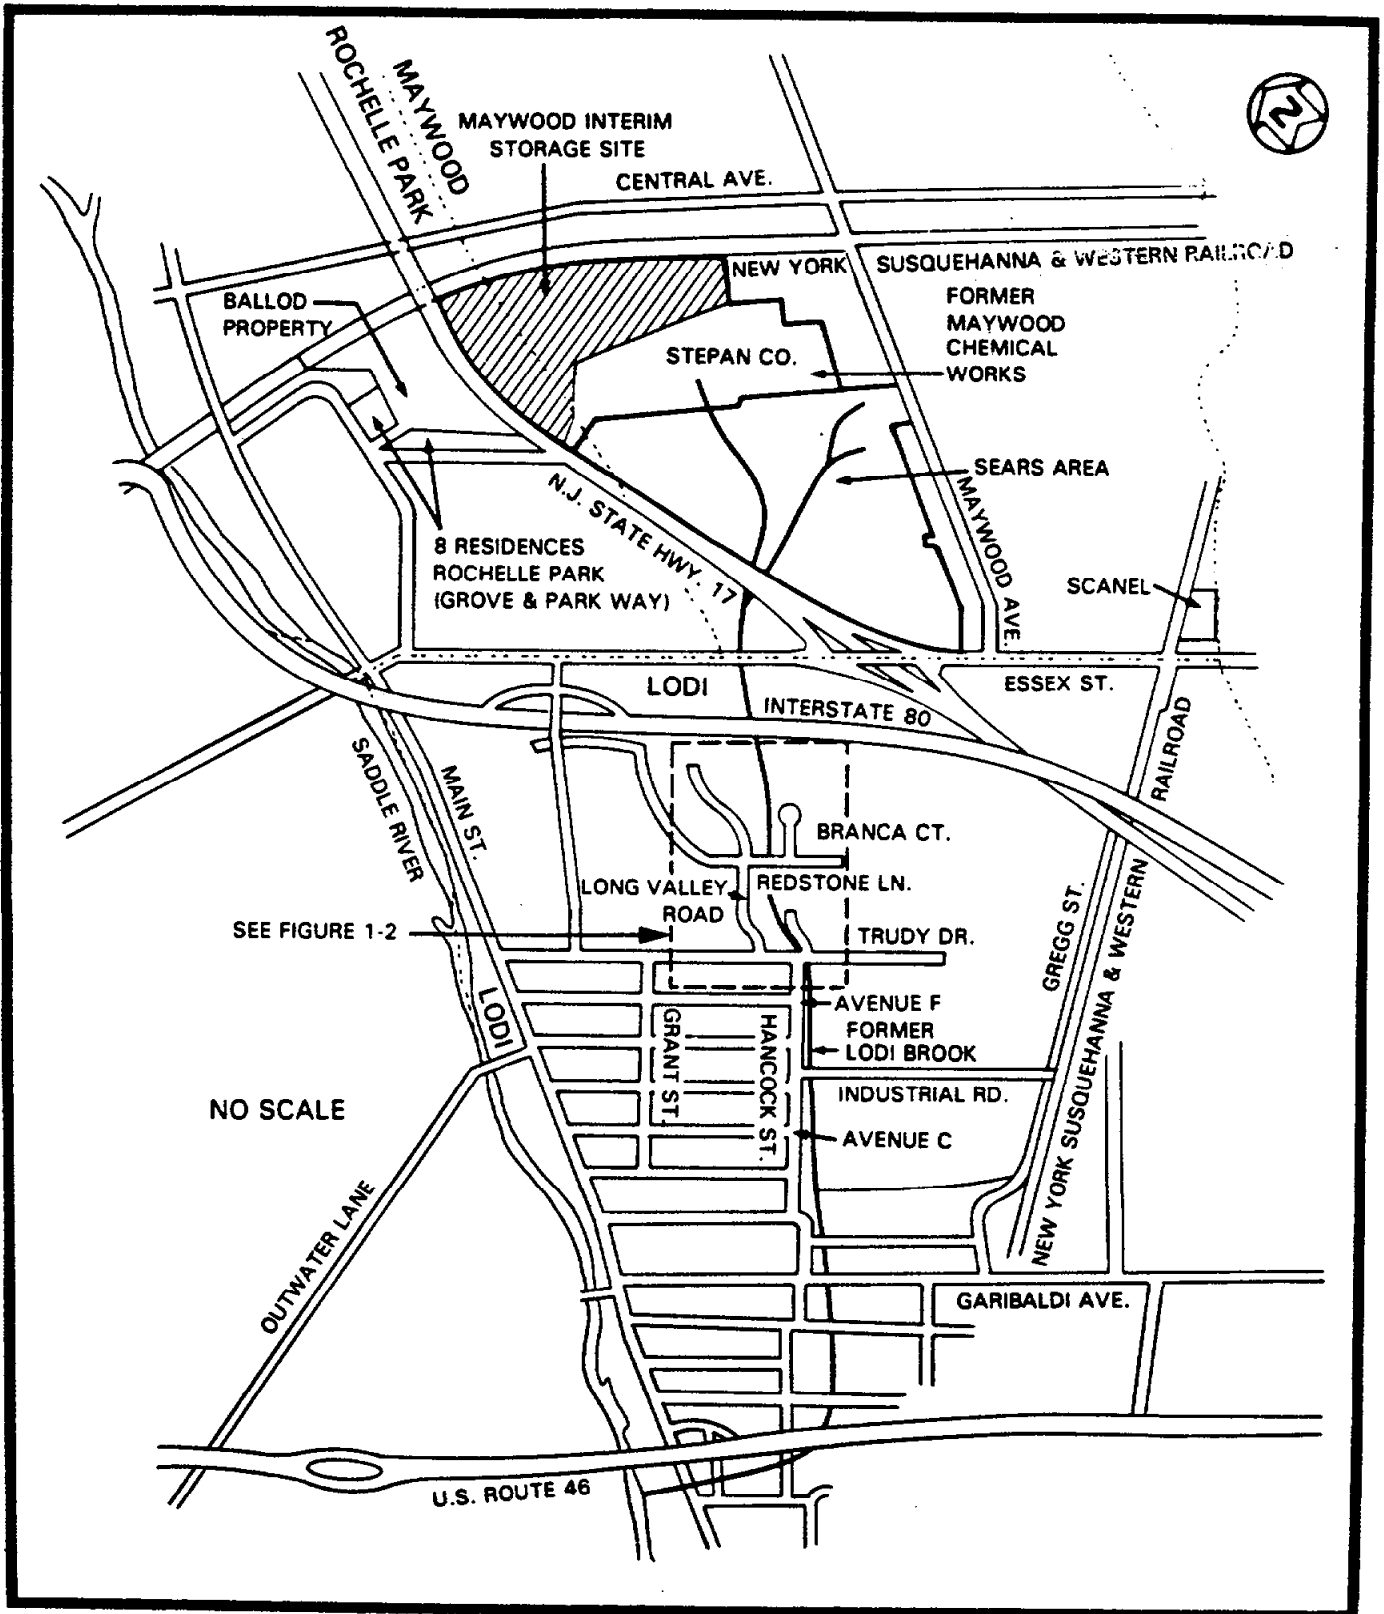 MAYWOOD
ROCHELLE PARK
MAYWOOD INTERIM
STORAGE SITE
N
CENTRAL AVE.
NEW YORK SUSQUEHANNA & WESTERN RAILROAD
BALLOD
PROPERTY
FORMER
MAYWOOD
CHEMICAL
WORKS
STEPAN CO.
SEARS AREA
N.J. STATE HWY. 17
MAYWOOD AVE.
8 RESIDENCES
ROCHELLE PARK
(GROVE & PARK WAY)
SCANEL
LODI
ESSEX ST.
INTERSTATE 80
SADDLE RIVER
MAIN ST.
RAILROAD
BRANCA CT.
LONG VALLEY
ROAD
REDSTONE LN.
SEE FIGURE 1-2
TRUDY DR.
GREGG ST.
NEW YORK SUSQUEHANNA & WESTERN
LODI
AVENUE F
FORMER
LODI BROOK
GRANT ST.
HANCOCK ST.
INDUSTRIAL RD.
NO SCALE
AVENUE C
OUTWATER LANE
GARIBALDI AVE.
U.S. ROUTE 46